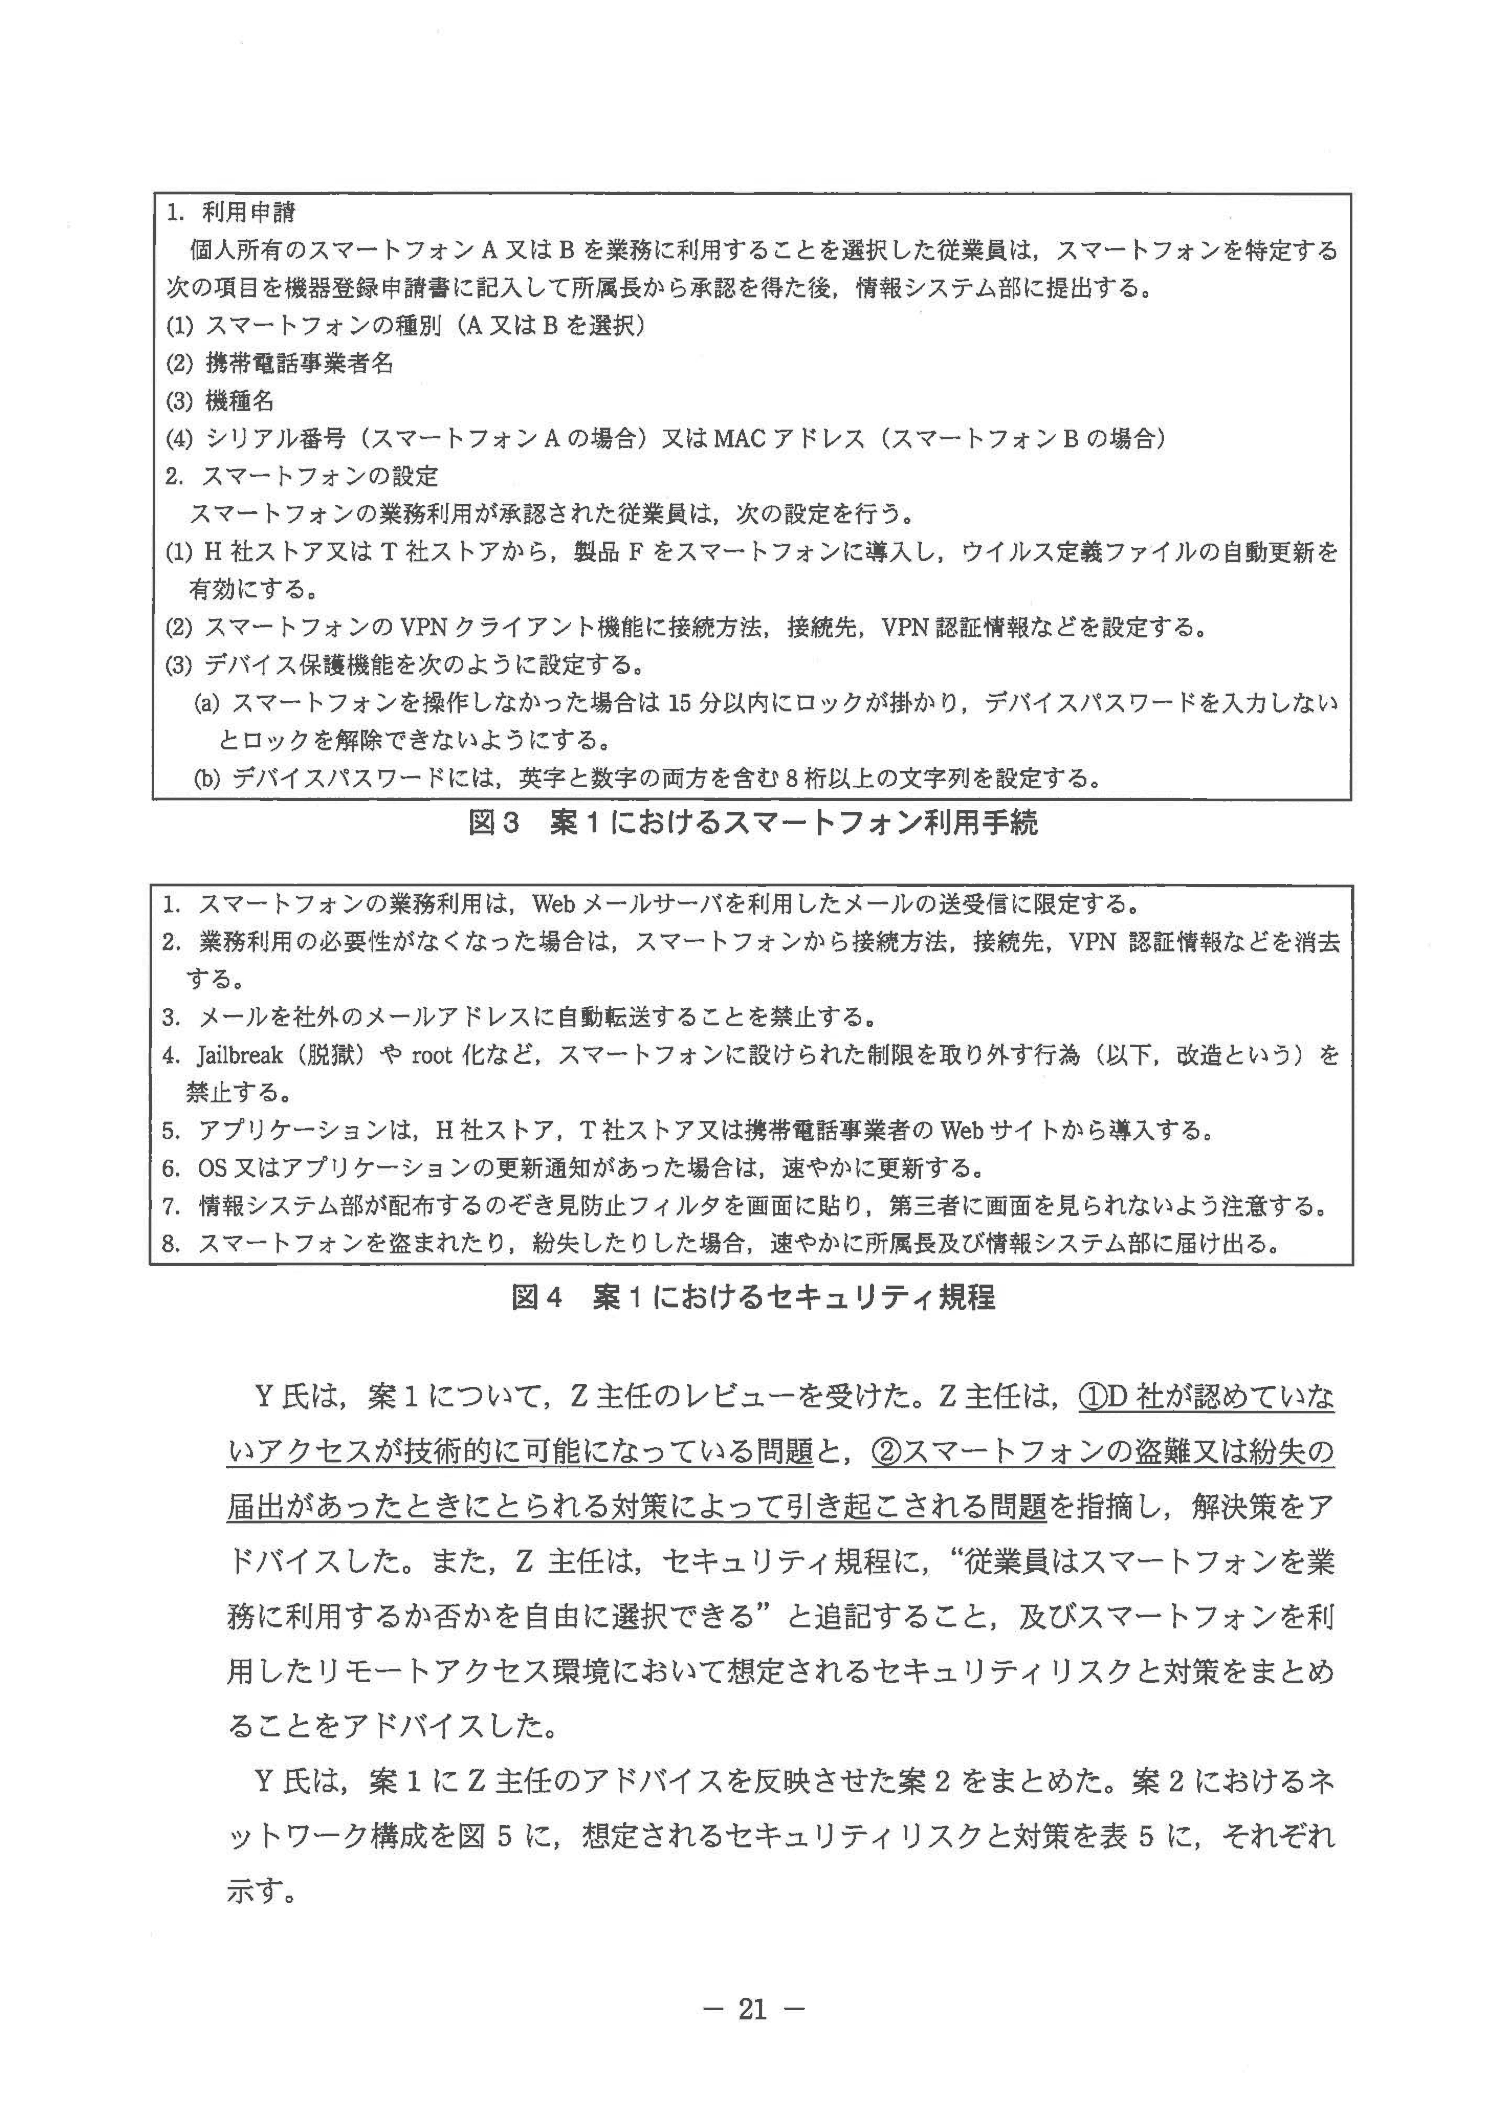 1. 利用申請
個人所有のスマートフォン A 又は B を業務に利用することを選択した従業員は，スマートフォンを特定する
次の項目を機器登録申請書に記入して所属長から承認を得た後，情報システム部に提出する。
(1) スマートフォンの種別（A 又は B を選択）
(2) 携帯電話事業者名
(3) 機種名
(4) シリアル番号（スマートフォン A の場合）又は MAC アドレス（スマートフォン B の場合）
2. スマートフォンの設定
スマートフォンの業務利用が承認された従業員は，次の設定を行う。
(1) H 社ストア又は T 社ストアから，製品 F をスマートフォンに導入し，ウイルス定義ファイルの自動更新を
有効にする。
(2) スマートフォンの VPN クライアント機能に接続方法，接続先，VPN 認証情報などを設定する。
(3) デバイス保護機能を次のように設定する。
(a) スマートフォンを操作しなかった場合は 15 分以内にロックが掛かり，デバイスパスワードを入力しない
とロックを解除できないようにする。
(b) デバイスパスワードには，英字と数字の両方を含む 8 桁以上の文字列を設定する。
図3　案1におけるスマートフォン利用手続
1. スマートフォンの業務利用は，Web メールサーバを利用したメールの送受信に限定する。
2. 業務利用の必要性がなくなった場合は，スマートフォンから接続方法，接続先，VPN 認証情報などを消去
する。
3. メールを社外のメールアドレスに自動転送することを禁止する。
4. Jailbreak（脱獄）や root 化など，スマートフォンに設けられた制限を取り外す行為（以下，改造という）を
禁止する。
5. アプリケーションは，H 社ストア，T 社ストア又は携帯電話事業者の Web サイトから導入する。
6. OS 又はアプリケーションの更新通知があった場合は，速やかに更新する。
7. 情報システム部が配布するのぞき見防止フィルタを画面に貼り，第三者に画面を見られないよう注意する。
8. スマートフォンを盗まれたり，紛失したりした場合，速やかに所属長及び情報システム部に届け出る。
図4　案1におけるセキュリティ規程
Y 氏は，案 1 について，Z 主任のレビューを受けた。Z 主任は，①D 社が認めていな
いアクセスが技術的に可能になっている問題と，②スマートフォンの盗難又は紛失の
届出があったときにとられる対策によって引き起こされる問題を指摘し，解決策をア
ドバイスした。また，Z 主任は，セキュリティ規程に，“従業員はスマートフォンを業
務に利用するか否かを自由に選択できる” と追記すること，及びスマートフォンを利
用したリモートアクセス環境において想定されるセキュリティリスクと対策をまとめ
ることをアドバイスした。
Y 氏は，案 1 に Z 主任のアドバイスを反映させた案 2 をまとめた。案 2 におけるネ
ットワーク構成を図 5 に，想定されるセキュリティリスクと対策を表 5 に，それぞれ
示す。
－ 21 －